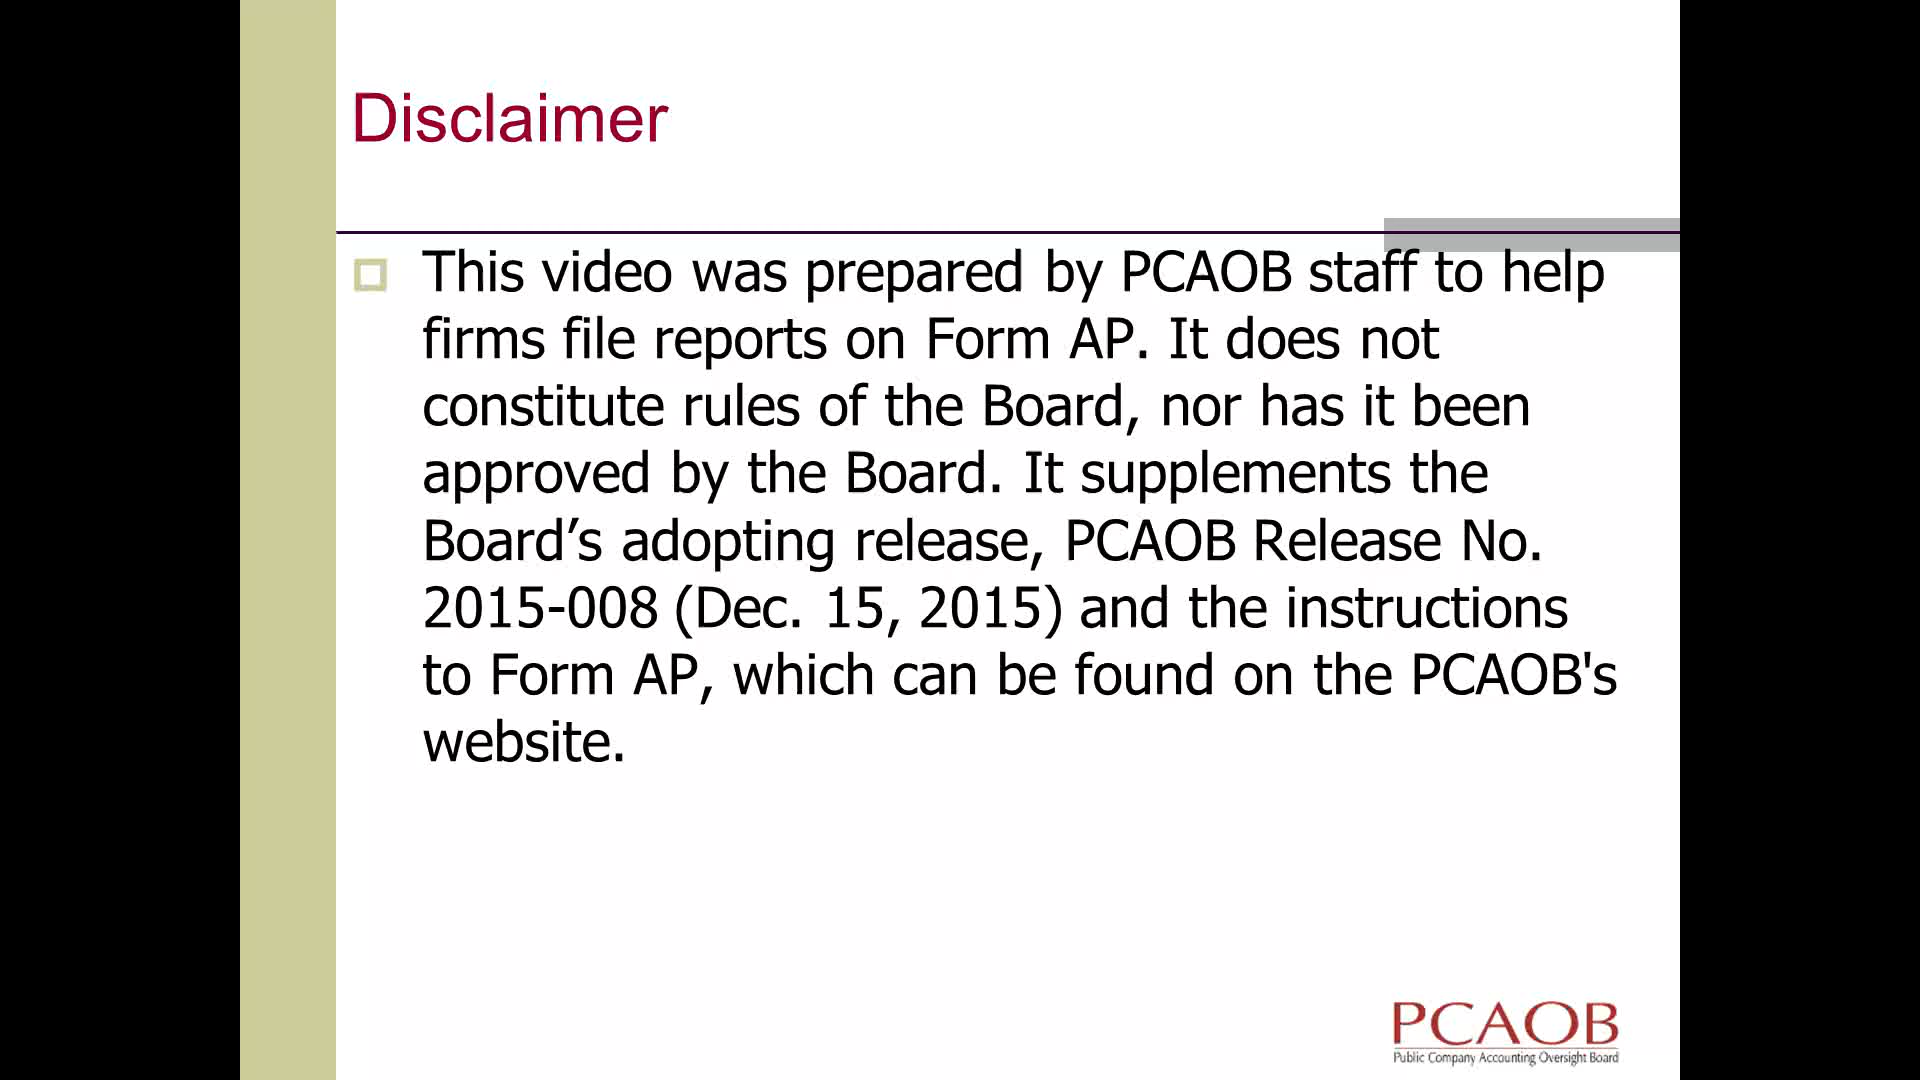 Disclaimer
This video was prepared by PCAOB staff to help
firms file reports on Form AP. It does not
constitute rules of the Board, nor has it been
approved by the Board. It supplements the
Board’s adopting release, PCAOB Release No.
2015-008 (Dec. 15, 2015) and the instructions
to Form AP, which can be found on the PCAOB's
website.
PCAOB
Public Company Accounting Oversight Board